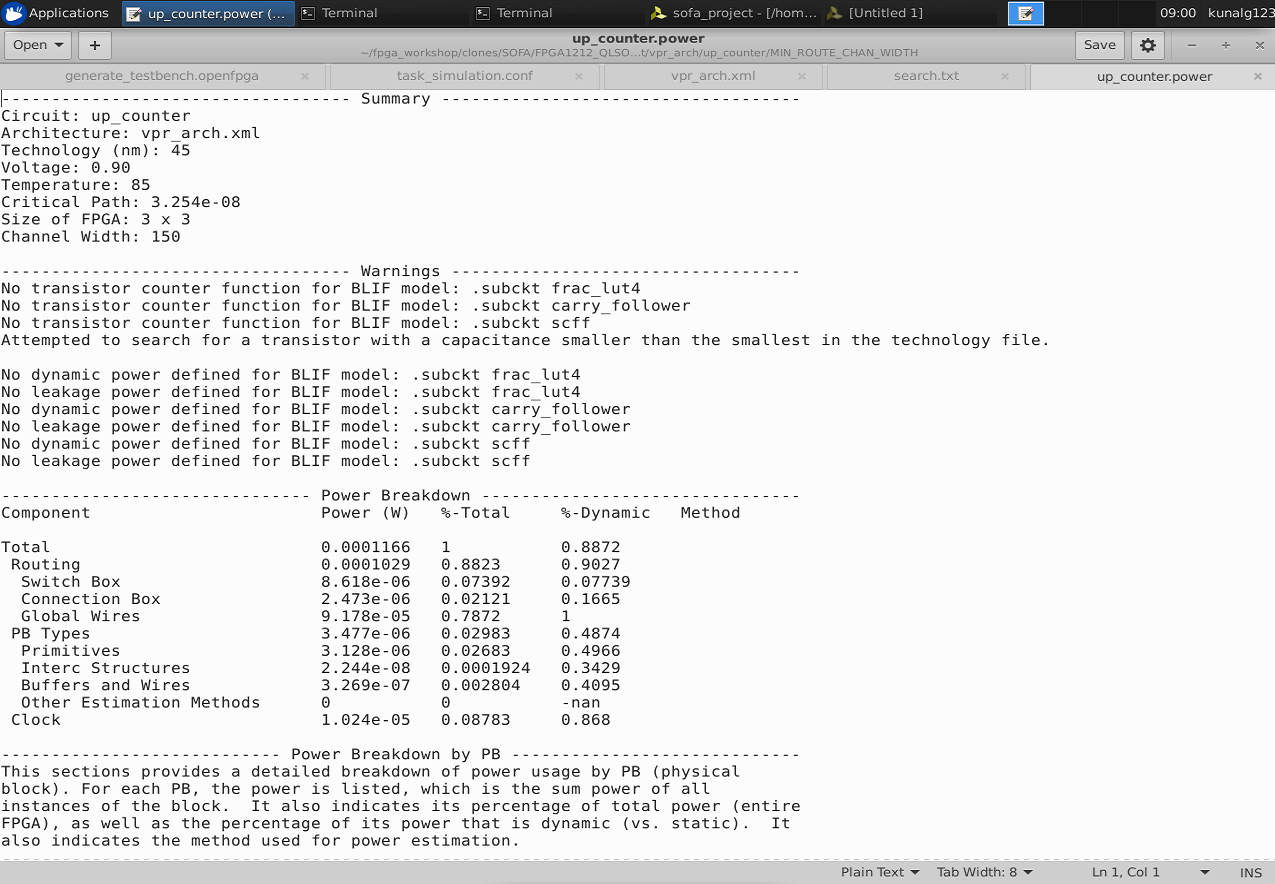 Applications up_counter.power (... Terminal Terminal sofa_project - [/hom... [Untitled 1] 09:00 kunalg123
Open + up_counter.power Save
~/fpga_workshop/clones/SOFA/FPGA1212_QLSO...t/vpr_arch/up_counter/MIN_ROUTE_CHAN_WIDTH
generate_testbench.openfpga task_simulation.conf vpr_arch.xml search.txt up_counter.power
----------------------------------- Summary ------------------------------------
Circuit: up_counter
Architecture: vpr_arch.xml
Technology (nm): 45
Voltage: 0.90
Temperature: 85
Critical Path: 3.254e-08
Size of FPGA: 3 x 3
Channel Width: 150
----------------------------------- Warnings -----------------------------------
No transistor counter function for BLIF model: .subckt frac_lut4
No transistor counter function for BLIF model: .subckt carry_follower
No transistor counter function for BLIF model: .subckt scff
Attempted to search for a transistor with a capacitance smaller than the smallest in the technology file.
No dynamic power defined for BLIF model: .subckt frac_lut4
No leakage power defined for BLIF model: .subckt frac_lut4
No dynamic power defined for BLIF model: .subckt carry_follower
No leakage power defined for BLIF model: .subckt carry_follower
No dynamic power defined for BLIF model: .subckt scff
No leakage power defined for BLIF model: .subckt scff
------------------------------- Power Breakdown --------------------------------
Component Power (W) %-Total %-Dynamic Method
Total 0.0001166 1 0.8872
Routing 0.0001029 0.8823 0.9027
Switch Box 8.618e-06 0.07392 0.07739
Connection Box 2.473e-06 0.02121 0.1665
Global Wires 9.178e-05 0.7872 1
PB Types 3.477e-06 0.02983 0.4874
Primitives 3.128e-06 0.02683 0.4966
Interc Structures 2.244e-08 0.0001924 0.3429
Buffers and Wires 3.269e-07 0.002804 0.4095
Other Estimation Methods 0 0 -nan
Clock 1.024e-05 0.08783 0.868
---------------------------- Power Breakdown by PB -----------------------------
This sections provides a detailed breakdown of power usage by PB (physical
block). For each PB, the power is listed, which is the sum power of all
instances of the block.  It also indicates its percentage of total power (entire
FPGA), as well as the percentage of its power that is dynamic (vs. static).  It
also indicates the method used for power estimation.
Plain Text Tab Width: 8 Ln 1, Col 1 INS